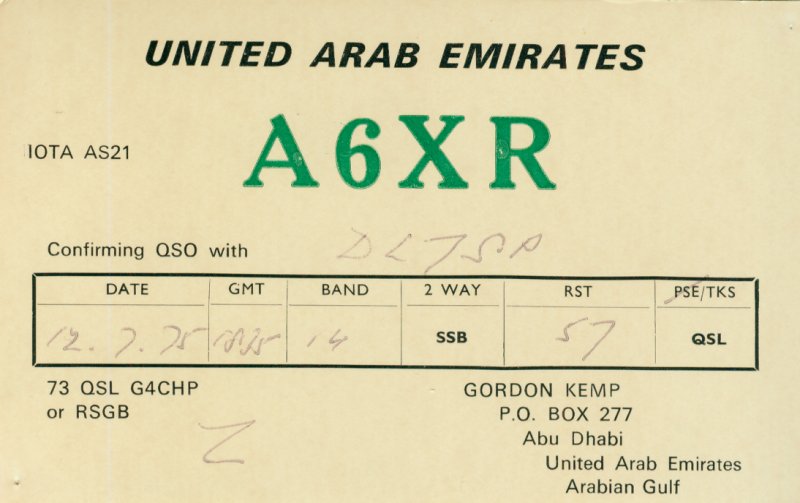 UNITED ARAB EMIRATES
A6XR
IOTA AS21
Confirming QSO with DL7SP
DATE GMT BAND 2 WAY RST PSE/TKS
12.7.75 1835 14 SSB 57 QSL
73 QSL G4CHP
or RSGB
GORDON KEMP
P.O. BOX 277
Abu Dhabi
United Arab Emirates
Arabian Gulf